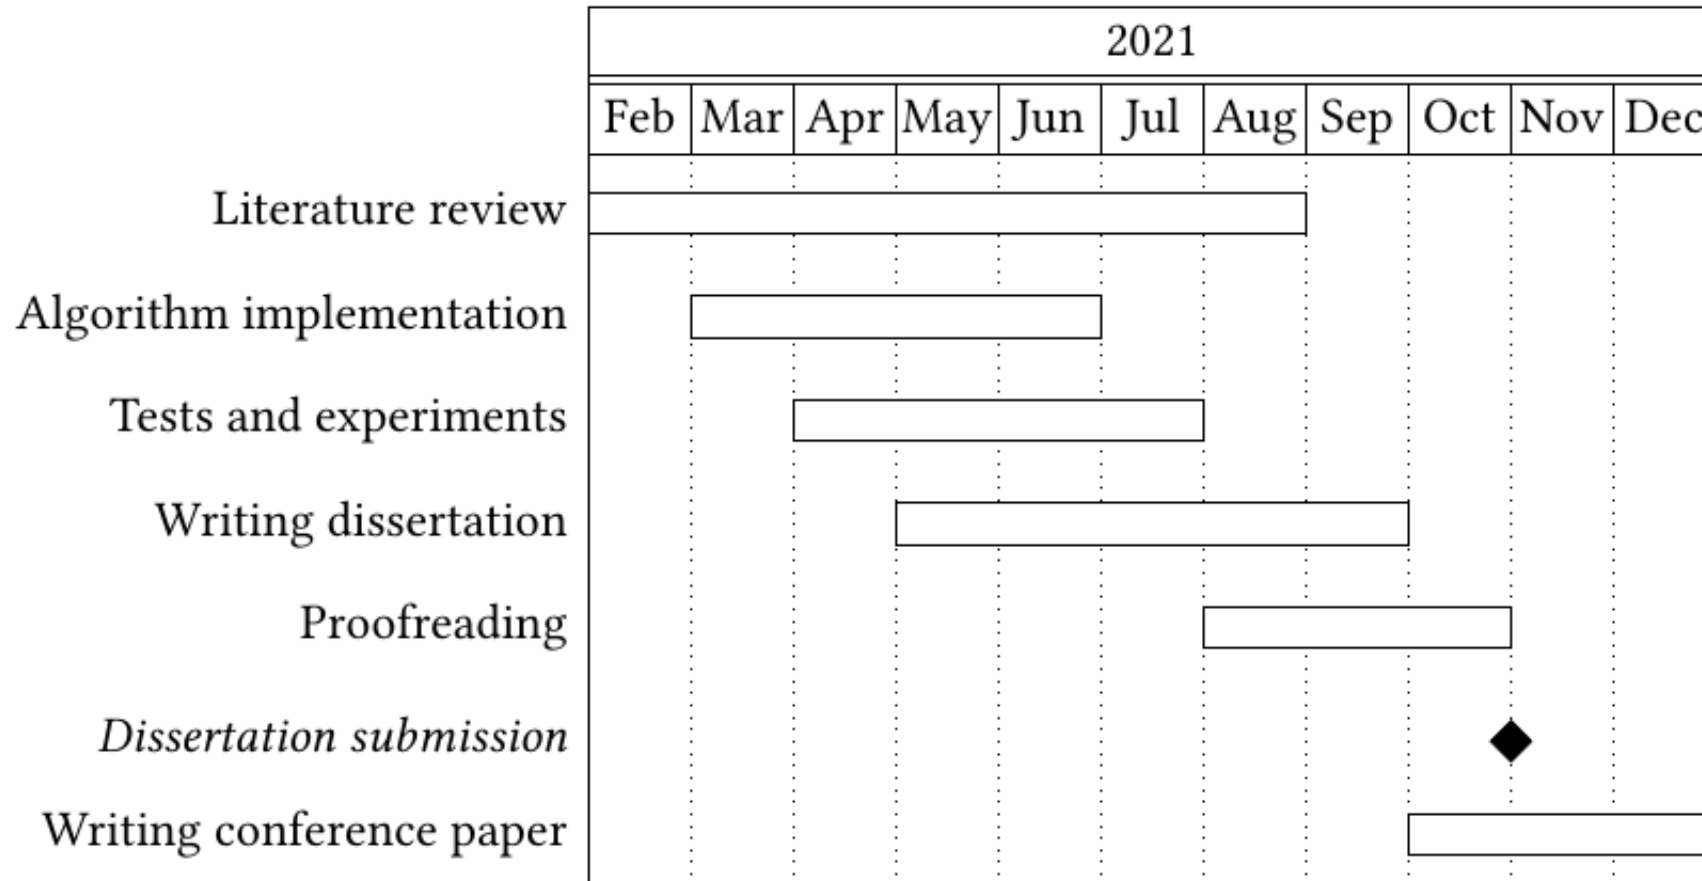 2021
Feb Mar Apr May Jun Jul Aug Sep Oct Nov Dec
Literature review
Algorithm implementation
Tests and experiments
Writing dissertation
Proofreading
Dissertation submission
Writing conference paper